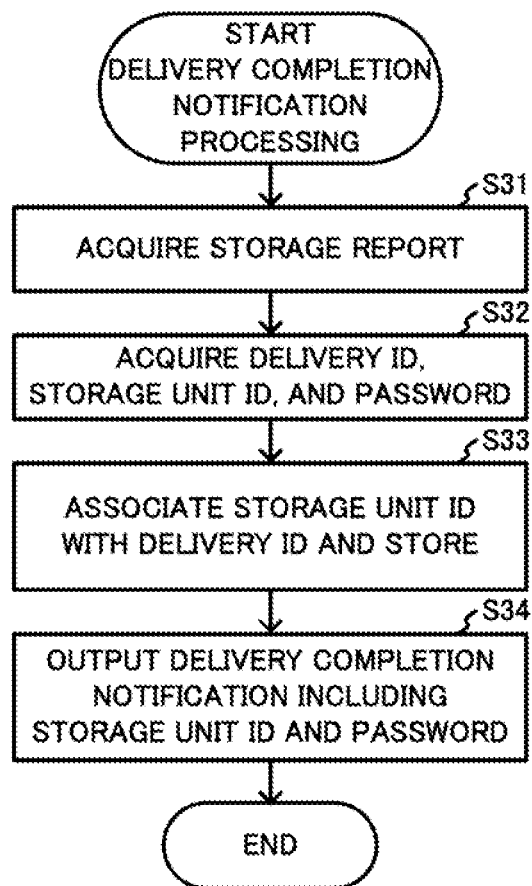 START
DELIVERY COMPLETION
NOTIFICATION
PROCESSING
S31
ACQUIRE STORAGE REPORT
S32
ACQUIRE DELIVERY ID,
STORAGE UNIT ID, AND PASSWORD
S33
ASSOCIATE STORAGE UNIT ID
WITH DELIVERY ID AND STORE
S34
OUTPUT DELIVERY COMPLETION
NOTIFICATION INCLUDING
STORAGE UNIT ID AND PASSWORD
END